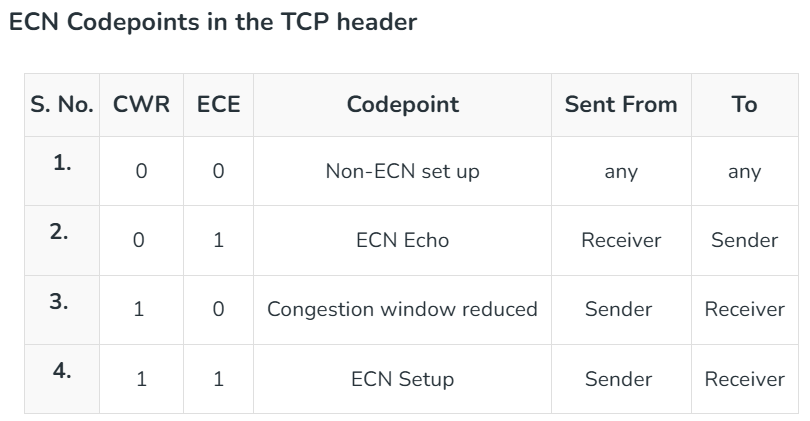 ECN Codepoints in the TCP header
S. No. CWR ECE Codepoint Sent From To
1. 0 0 Non-ECN set up any any
2. 0 1 ECN Echo Receiver Sender
3. 1 0 Congestion window reduced Sender Receiver
4. 1 1 ECN Setup Sender Receiver